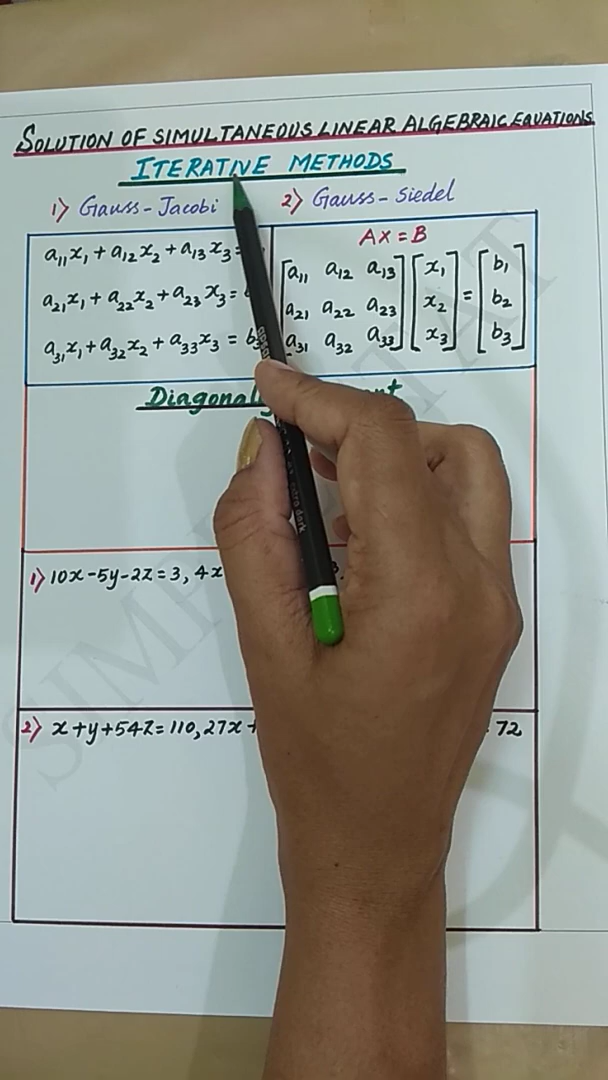 SOLUTION OF SIMULTANEOUS LINEAR ALGEBRAIC EQUATIONS
ITERATIVE METHODS
1) Gauss-Jacobi 2) Gauss-Siedel
AX = B
a₁₁x₁ + a₁₂x₂ + a₁₃x₃ =
a₂₁x₁ + a₂₂x₂ + a₂₃x₃ =
a₃₁x₁ + a₃₂x₂ + a₃₃x₃ = b₃
a₁₁ a₁₂ a₁₃ x₁ b₁
a₂₁ a₂₂ a₂₃ x₂ = b₂
a₃₁ a₃₂ a₃₃ x₃ b₃
1) 10x-5y-2z=3, 4x
2) x+y+54z=110, 27x+ 72